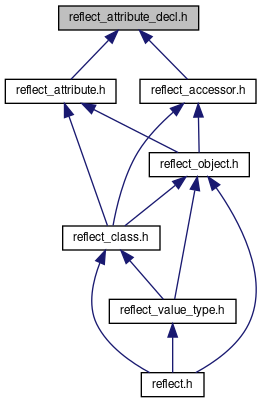 reflect_attribute_decl.h
reflect_attribute.h
reflect_accessor.h
reflect_object.h
reflect_class.h
reflect_value_type.h
reflect.h